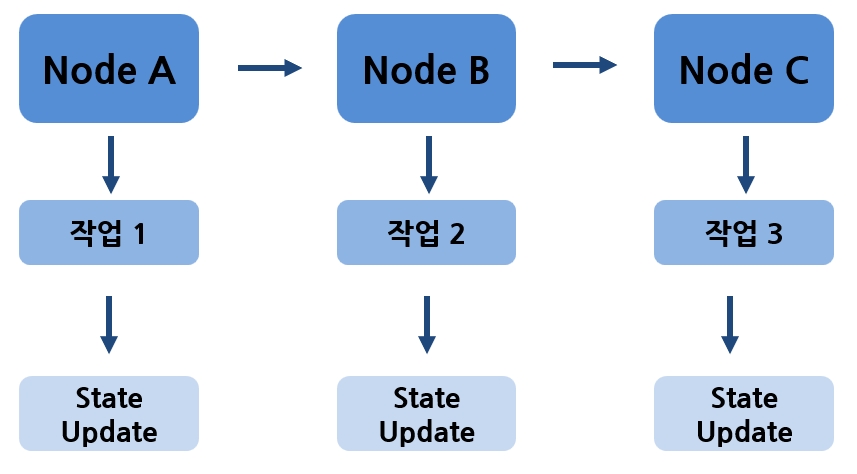 Node A
Node B
Node C
작업 1
작업 2
작업 3
State
Update
State
Update
State
Update